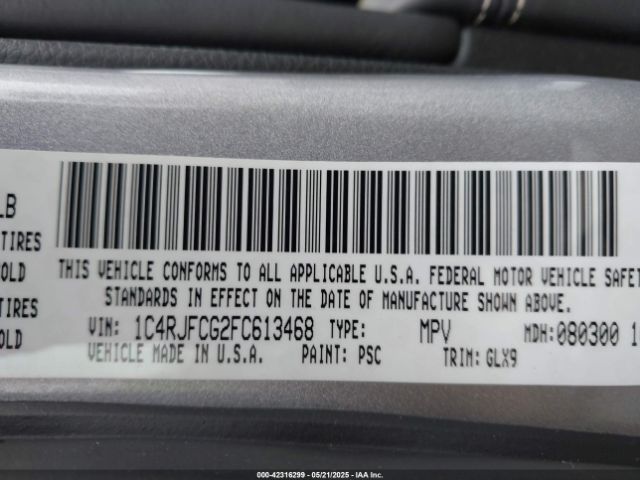 LB
TIRES
OLD
THIS VEHICLE CONFORMS TO ALL APPLICABLE U.S.A. FEDERAL MOTOR VEHICLE SAFET
STANDARDS IN EFFECT ON THE DATE OF MANUFACTURE SHOWN ABOVE.
TIRES VIN: 1C4RJFCG2FC613468 TYPE: MPV MDH:080300 1
OLD VEHICLE MADE IN U.S.A. PAINT: PSC TRIM: GLX9
000-42316299 - 05/21/2025 - IAA Inc.